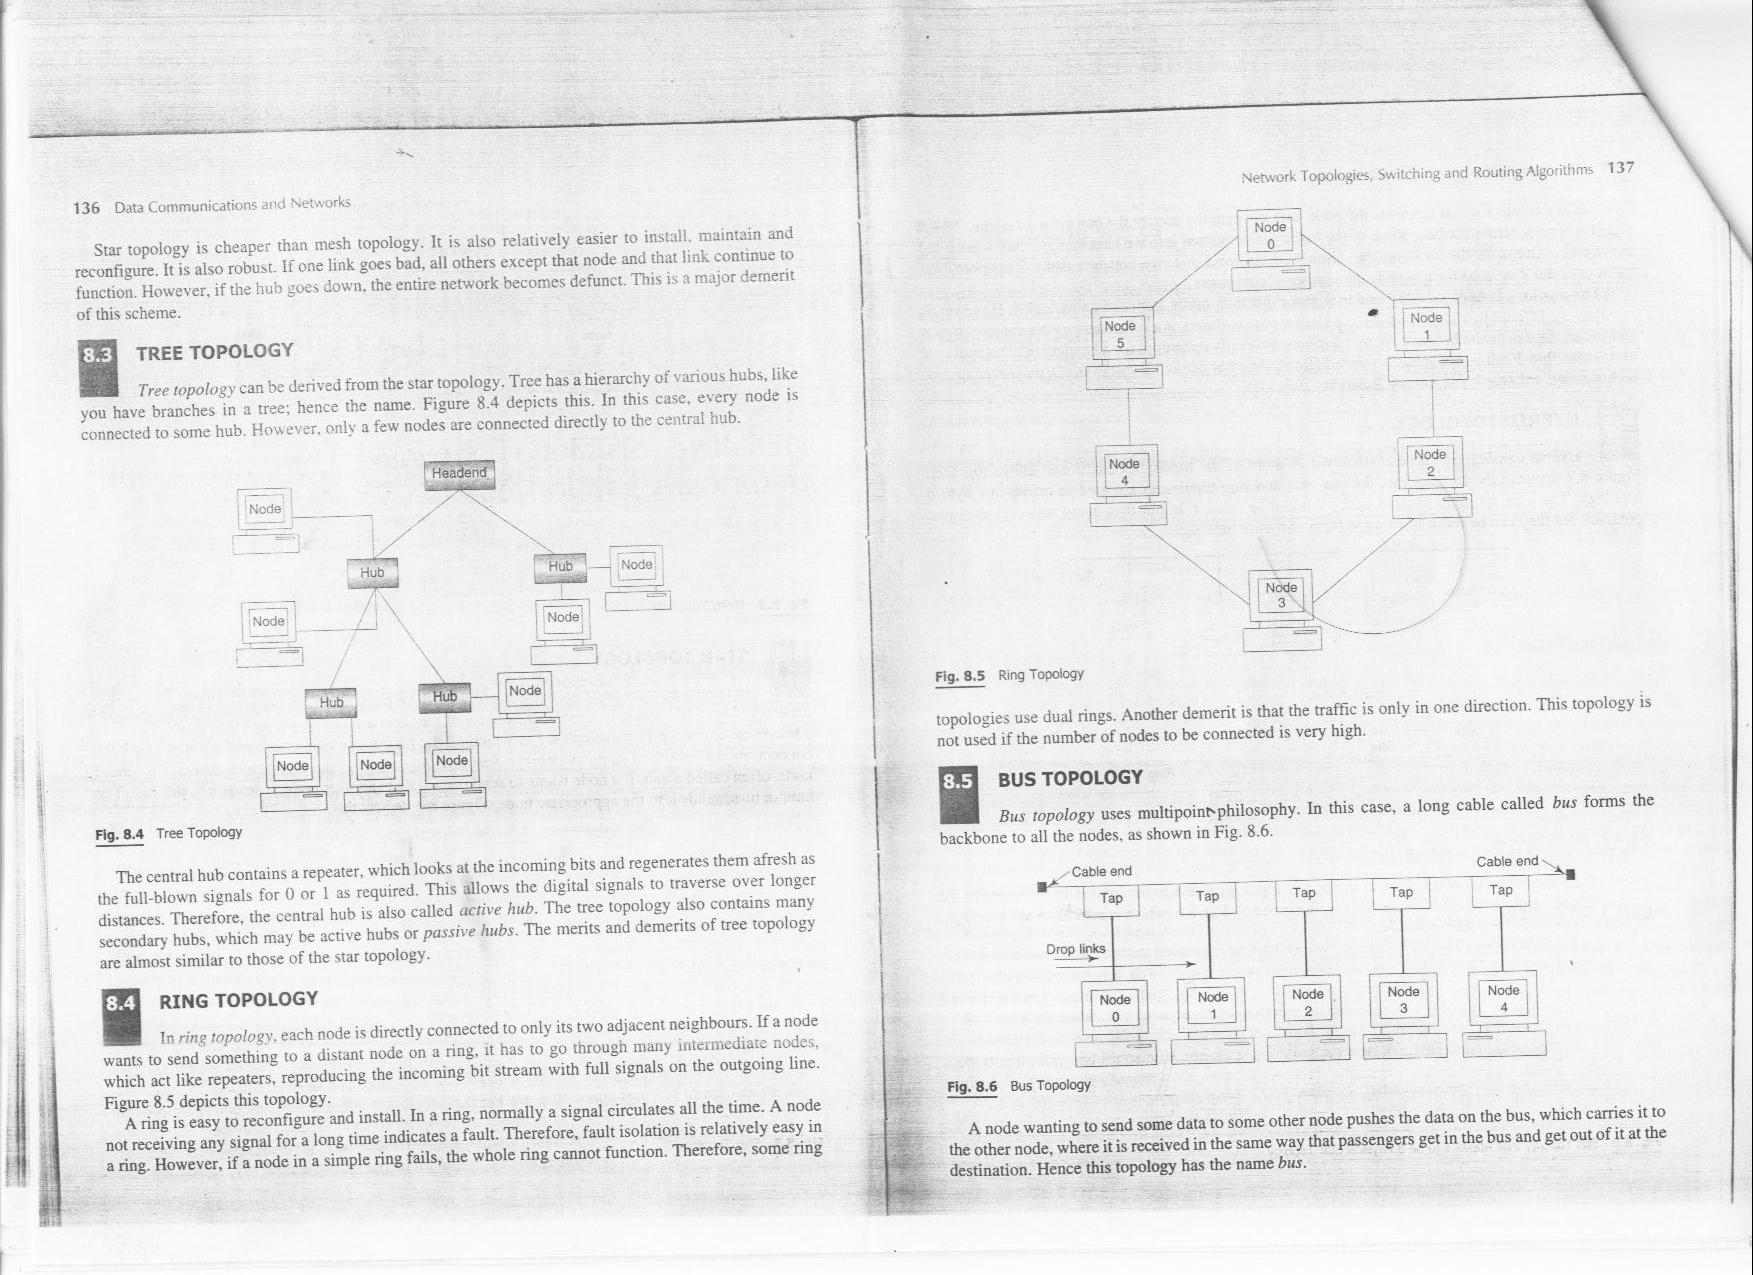 136 Data Communications and Networks
Star topology is cheaper than mesh topology. It is also relatively easier to install, maintain and
reconfigure. It is also robust. If one link goes bad, all others except that node and that link continue to
function. However, if the hub goes down, the entire network becomes defunct. This is a major demerit
of this scheme.
8.3 TREE TOPOLOGY
Tree topology can be derived from the star topology. Tree has a hierarchy of various hubs, like
you have branches in a tree; hence the name. Figure 8.4 depicts this. In this case, every node is
connected to some hub. However, only a few nodes are connected directly to the central hub.
Headend
Node
Hub
Hub
Node
Node
Node
Hub
Hub
Node
Node
Node
Node
Fig. 8.4 Tree Topology
The central hub contains a repeater, which looks at the incoming bits and regenerates them afresh as
the full-blown signals for 0 or 1 as required. This allows the digital signals to traverse over longer
distances. Therefore, the central hub is also called active hub. The tree topology also contains many
secondary hubs, which may be active hubs or passive hubs. The merits and demerits of tree topology
are almost similar to those of the star topology.
8.4 RING TOPOLOGY
In ring topology, each node is directly connected to only its two adjacent neighbours. If a node
wants to send something to a distant node on a ring, it has to go through many intermediate nodes,
which act like repeaters, reproducing the incoming bit stream with full signals on the outgoing line.
Figure 8.5 depicts this topology.
A ring is easy to reconfigure and install. In a ring, normally a signal circulates all the time. A node
not receiving any signal for a long time indicates a fault. Therefore, fault isolation is relatively easy in
a ring. However, if a node in a simple ring fails, the whole ring cannot function. Therefore, some ring
Network Topologies, Switching and Routing Algorithms 137
Node
0
Node
5
Node
1
Node
4
Node
2
Node
3
Fig. 8.5 Ring Topology
topologies use dual rings. Another demerit is that the traffic is only in one direction. This topology is
not used if the number of nodes to be connected is very high.
8.5 BUS TOPOLOGY
Bus topology uses multipoint philosophy. In this case, a long cable called bus forms the
backbone to all the nodes, as shown in Fig. 8.6.
Cable end
Cable end
Tap
Tap
Tap
Tap
Tap
Drop links
Node
0
Node
1
Node
2
Node
3
Node
4
Fig. 8.6 Bus Topology
A node wanting to send some data to some other node pushes the data on the bus, which carries it to
the other node, where it is received in the same way that passengers get in the bus and get out of it at the
destination. Hence this topology has the name bus.